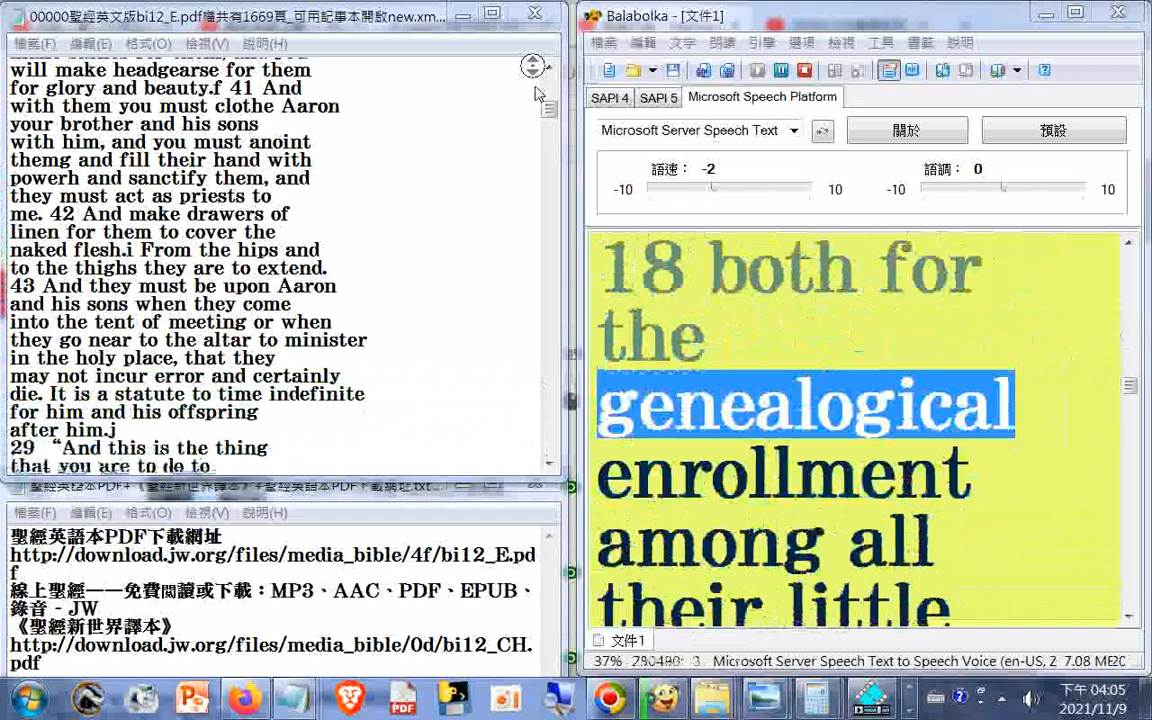 00000聖經英文版bi12_E.pdf檔共有1669頁_可用記事本開啟new.xm...
檔案(F) 編輯(E) 格式(O) 檢視(V) 說明(H)
will make headgearse for them
for glory and beauty.f 41 And
with them you must clothe Aaron
your brother and his sons
with him, and you must anoint
themg and fill their hand with
powerh and sanctify them, and
they must act as priests to
me. 42 And make drawers of
linen for them to cover the
naked flesh.i From the hips and
to the thighs they are to extend.
43 And they must be upon Aaron
and his sons when they come
into the tent of meeting or when
they go near to the altar to minister
in the holy place, that they
may not incur error and certainly
die. It is a statute to time indefinite
for him and his offspring
after him.j
29 “And this is the thing
that you are to do to
檔案(F) 編輯(E) 格式(O) 檢視(V) 說明(H)
聖經英語本PDF下載網址
http://download.jw.org/files/media_bible/4f/bi12_E.pd
f
線上聖經——免費閱讀或下載：MP3、AAC、PDF、EPUB、
錄音 - JW
《聖經新世界譯本》
http://download.jw.org/files/media_bible/0d/bi12_CH.
pdf
Balabolka - [文件1]
檔案 編輯 文字 朗讀 引擎 選項 檢視 工具 書籤 說明
SAPI 4 SAPI 5 Microsoft Speech Platform
Microsoft Server Speech Text 關於 預設
語速： -2 語調： 0
-10 10 -10 10
18 both for
the
genealogical
enrollment
among all
their little
文件1
37% Microsoft Server Speech Text to Speech Voice (en-US, Z 7.08 ME
下午 04:05
2021/11/9